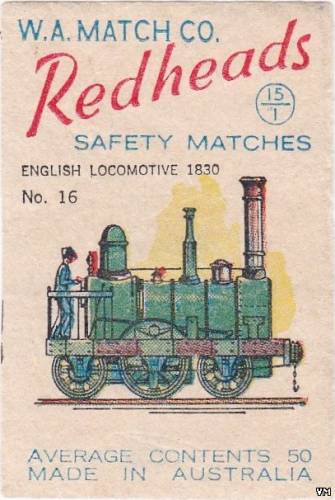 W.A. MATCH CO.
Redheads
15
1
SAFETY MATCHES
ENGLISH LOCOMOTIVE 1830
No. 16
AVERAGE CONTENTS 50
MADE IN AUSTRALIA
VM